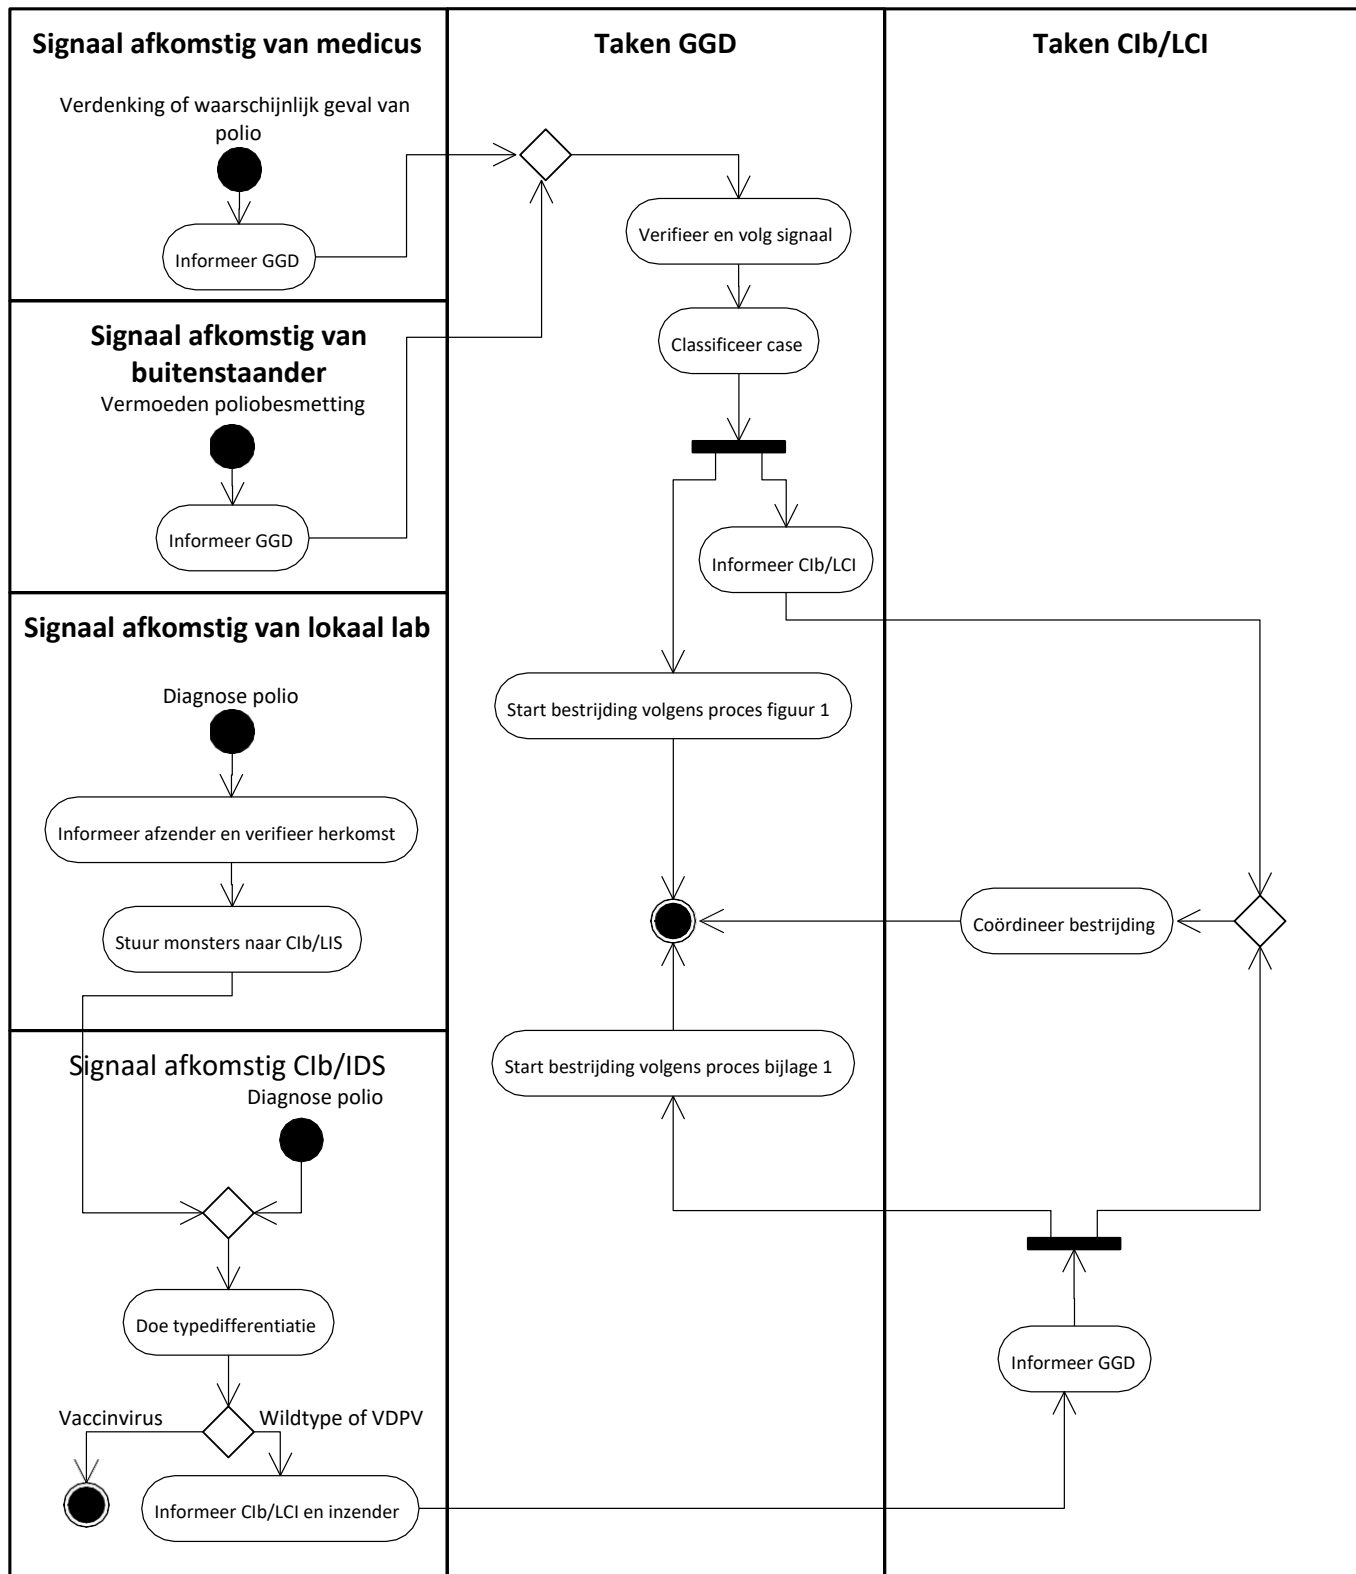 Signaal afkomstig van medicus
Verdenking of waarschijnlijk geval van
polio
Informeer GGD
Signaal afkomstig van
buitenstaander
Vermoeden poliobesmetting
Informeer GGD
Signaal afkomstig van lokaal lab
Diagnose polio
Informeer afzender en verifieer herkomst
Stuur monsters naar CIb/LIS
Signaal afkomstig CIb/IDS
Diagnose polio
Doe typedifferentiatie
Vaccinvirus
Wildtype of VDPV
Informeer CIb/LCI en inzender
Taken GGD
Verifieer en volg signaal
Classificeer case
Informeer CIb/LCI
Start bestrijding volgens proces figuur 1
Start bestrijding volgens proces bijlage 1
Taken CIb/LCI
Coördineer bestrijding
Informeer GGD